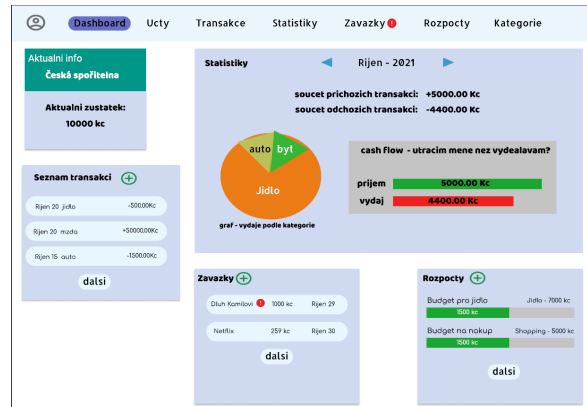 Dashboard Ucty Transakce Statistiky Zavazky ! Rozpocty Kategorie
Aktualni info
Česká spořitelna
Aktualni zustatek:
10000 kc
Seznam transakci +
Rijen 20 jidlo -500.00Kc
Rijen 20 mzda +50000.00Kc
Rijen 15 auto -1500.00Kc
dalsi
Statistiky Rijen - 2021
soucet prichozich transakci: +5000.00 Kc
soucet odchozich transakci: -4400.00 Kc
auto byt
Jidlo
graf - vydaje podle kategorie
cash flow - utracim mene nez vydealavam?
prijem 5000.00 Kc
vydaj 4400.00 Kc
Zavazky +
Dluh Kamilovi ! 1000 kc Rijen 29
Netflix 259 kc Rijen 30
dalsi
Rozpocty +
Budget pro jidlo Jidlo - 7000 kc
1500 kc
Budget na nakup Shopping - 5000 kc
1500 kc
dalsi